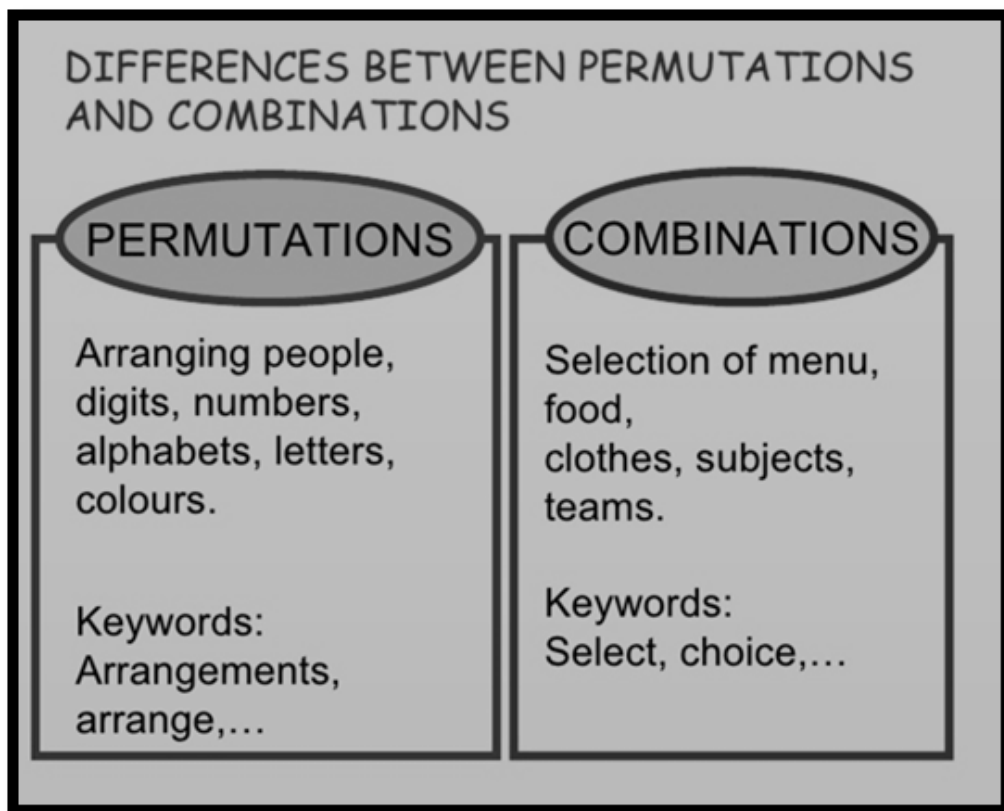 DIFFERENCES BETWEEN PERMUTATIONS
AND COMBINATIONS
PERMUTATIONS
Arranging people,
digits, numbers,
alphabets, letters,
colours.
Keywords:
Arrangements,
arrange,...
COMBINATIONS
Selection of menu,
food,
clothes, subjects,
teams.
Keywords:
Select, choice,...